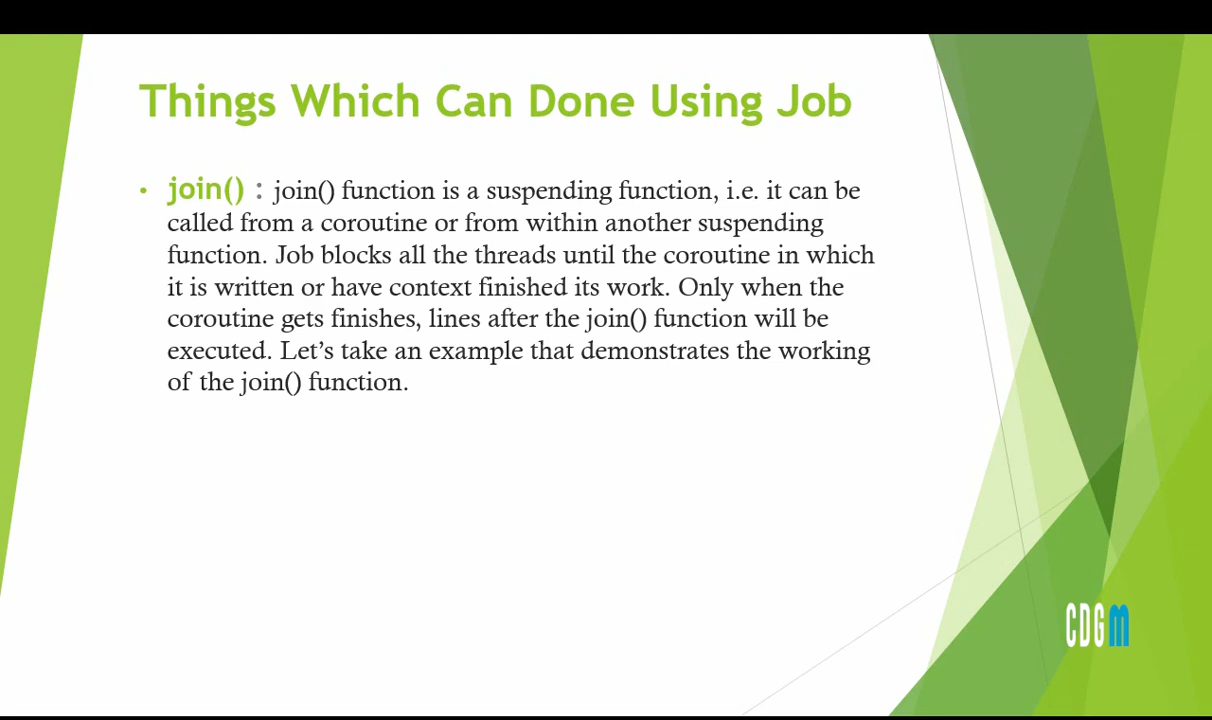 Things Which Can Done Using Job
• join() : join() function is a suspending function, i.e. it can be
called from a coroutine or from within another suspending
function. Job blocks all the threads until the coroutine in which
it is written or have context finished its work. Only when the
coroutine gets finishes, lines after the join() function will be
executed. Let’s take an example that demonstrates the working
of the join() function.
CDGm